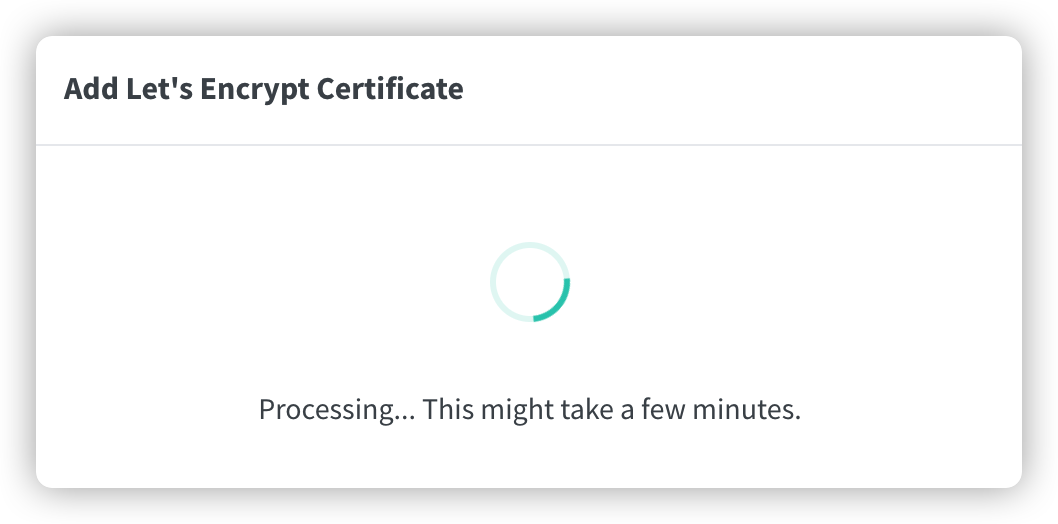 Add Let's Encrypt Certificate
Processing... This might take a few minutes.